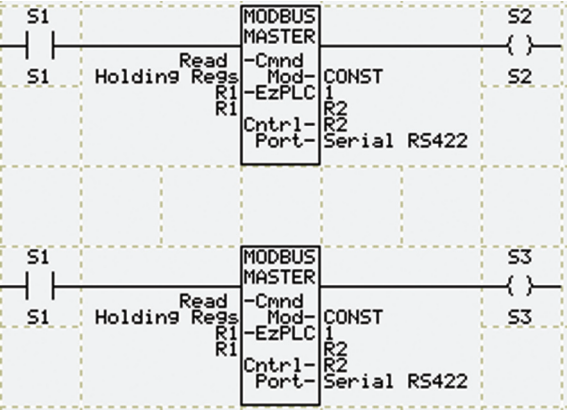 S1 MODBUS S2
MASTER
Read -Cmnd
S1 Holding Regs Mod- CONST S2
R1 -EzPLC 1
R1 R2
Cntrl- R2
Port- Serial RS422
S1 MODBUS S3
MASTER
Read -Cmnd
S1 Holding Regs Mod- CONST S3
R1 -EzPLC 1
R1 R2
Cntrl- R2
Port- Serial RS422